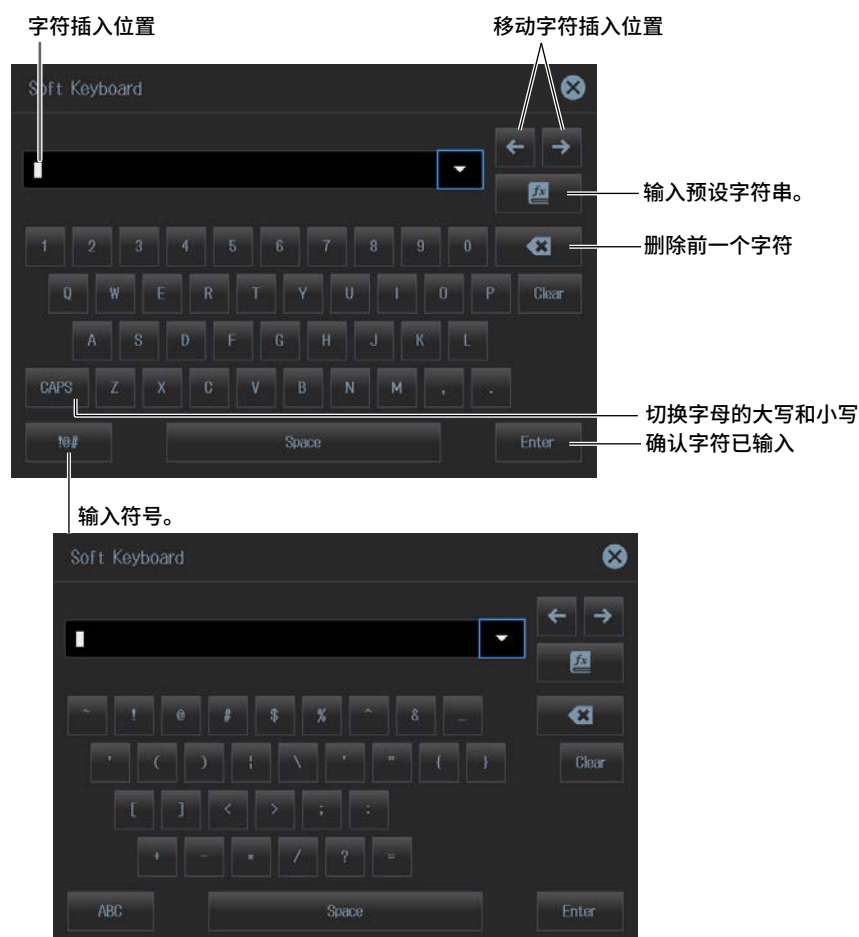 字符插入位置 移动字符插入位置
Soft Keyboard
← →
fx 输入预设字符串。
1 2 3 4 5 6 7 8 9 0 删除前一个字符
Q W E R T Y U I O P Clear
A S D F G H J K L
CAPS Z X C V B N M , .
切换字母的大写和小写
!@# Space Enter 确认字符已输入
输入符号。
Soft Keyboard
← →
fx
~ ! @ # $ % ^ & _
( ) ¦ \ " { }
[ ] < > ; :
+ - * / ? =
Clear
ABC Space Enter